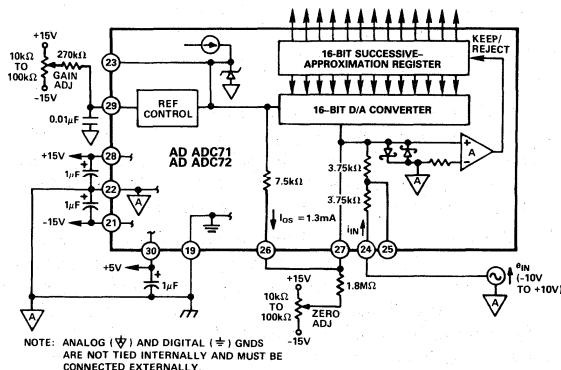 +15V
10kΩ
TO
100kΩ
-15V
270kΩ
GAIN
ADJ
23
29
0.01µF
REF
CONTROL
KEEP/
REJECT
16-BIT SUCCESSIVE-
APPROXIMATION REGISTER
16-BIT D/A CONVERTER
AD ADC71
AD ADC72
+15V
28
1µF
22
A
1µF
-15V
21
7.5kΩ
I_OS = 1.3mA
3.75kΩ
3.75kΩ
i_IN
A
A
30
19
26
27
24
25
+5V
1µF
A
+15V
10kΩ
TO
100kΩ
-15V
1.8MΩ
ZERO
ADJ
e_IN
(-10V
TO +10V)
A
NOTE: ANALOG (A) AND DIGITAL (⏚) GNDS
ARE NOT TIED INTERNALLY AND MUST BE
CONNECTED EXTERNALLY.